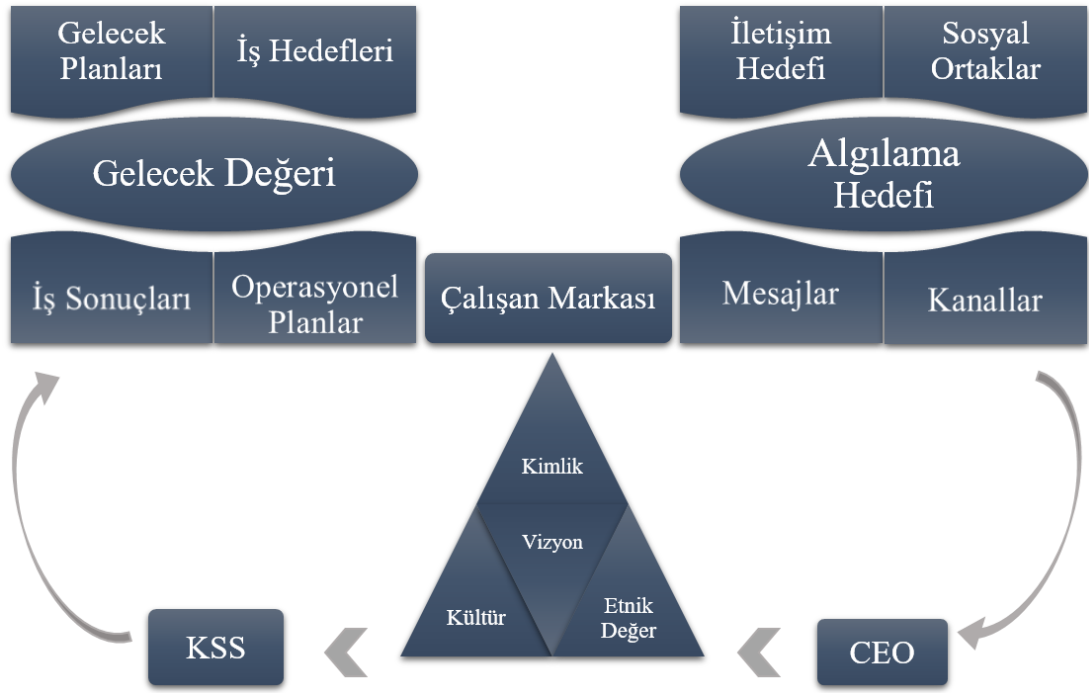 Gelecek
Planları
İş Hedefleri
Gelecek Değeri
İş Sonuçları
Operasyonel
Planlar
İletişim
Hedefi
Sosyal
Ortaklar
Algılama
Hedefi
Mesajlar
Kanallar
Çalışan Markası
Kimlik
Vizyon
Kültür
Etnik
Değer
KSS
CEO